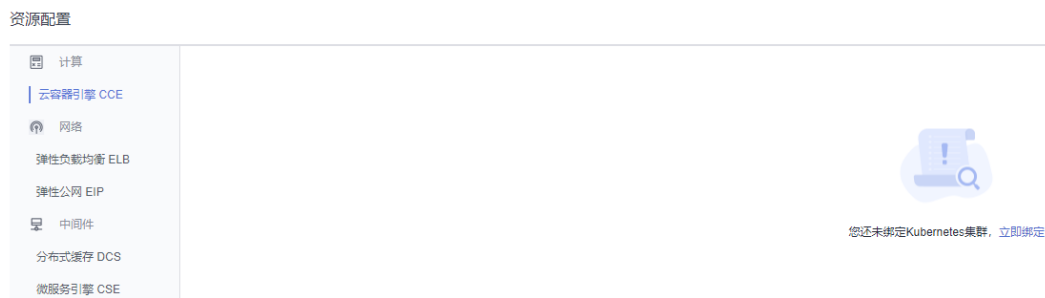 资源配置
计算
云容器引擎 CCE
网络
弹性负载均衡 ELB
弹性公网 EIP
中间件
分布式缓存 DCS
微服务引擎 CSE
您还未绑定Kubernetes集群，立即绑定